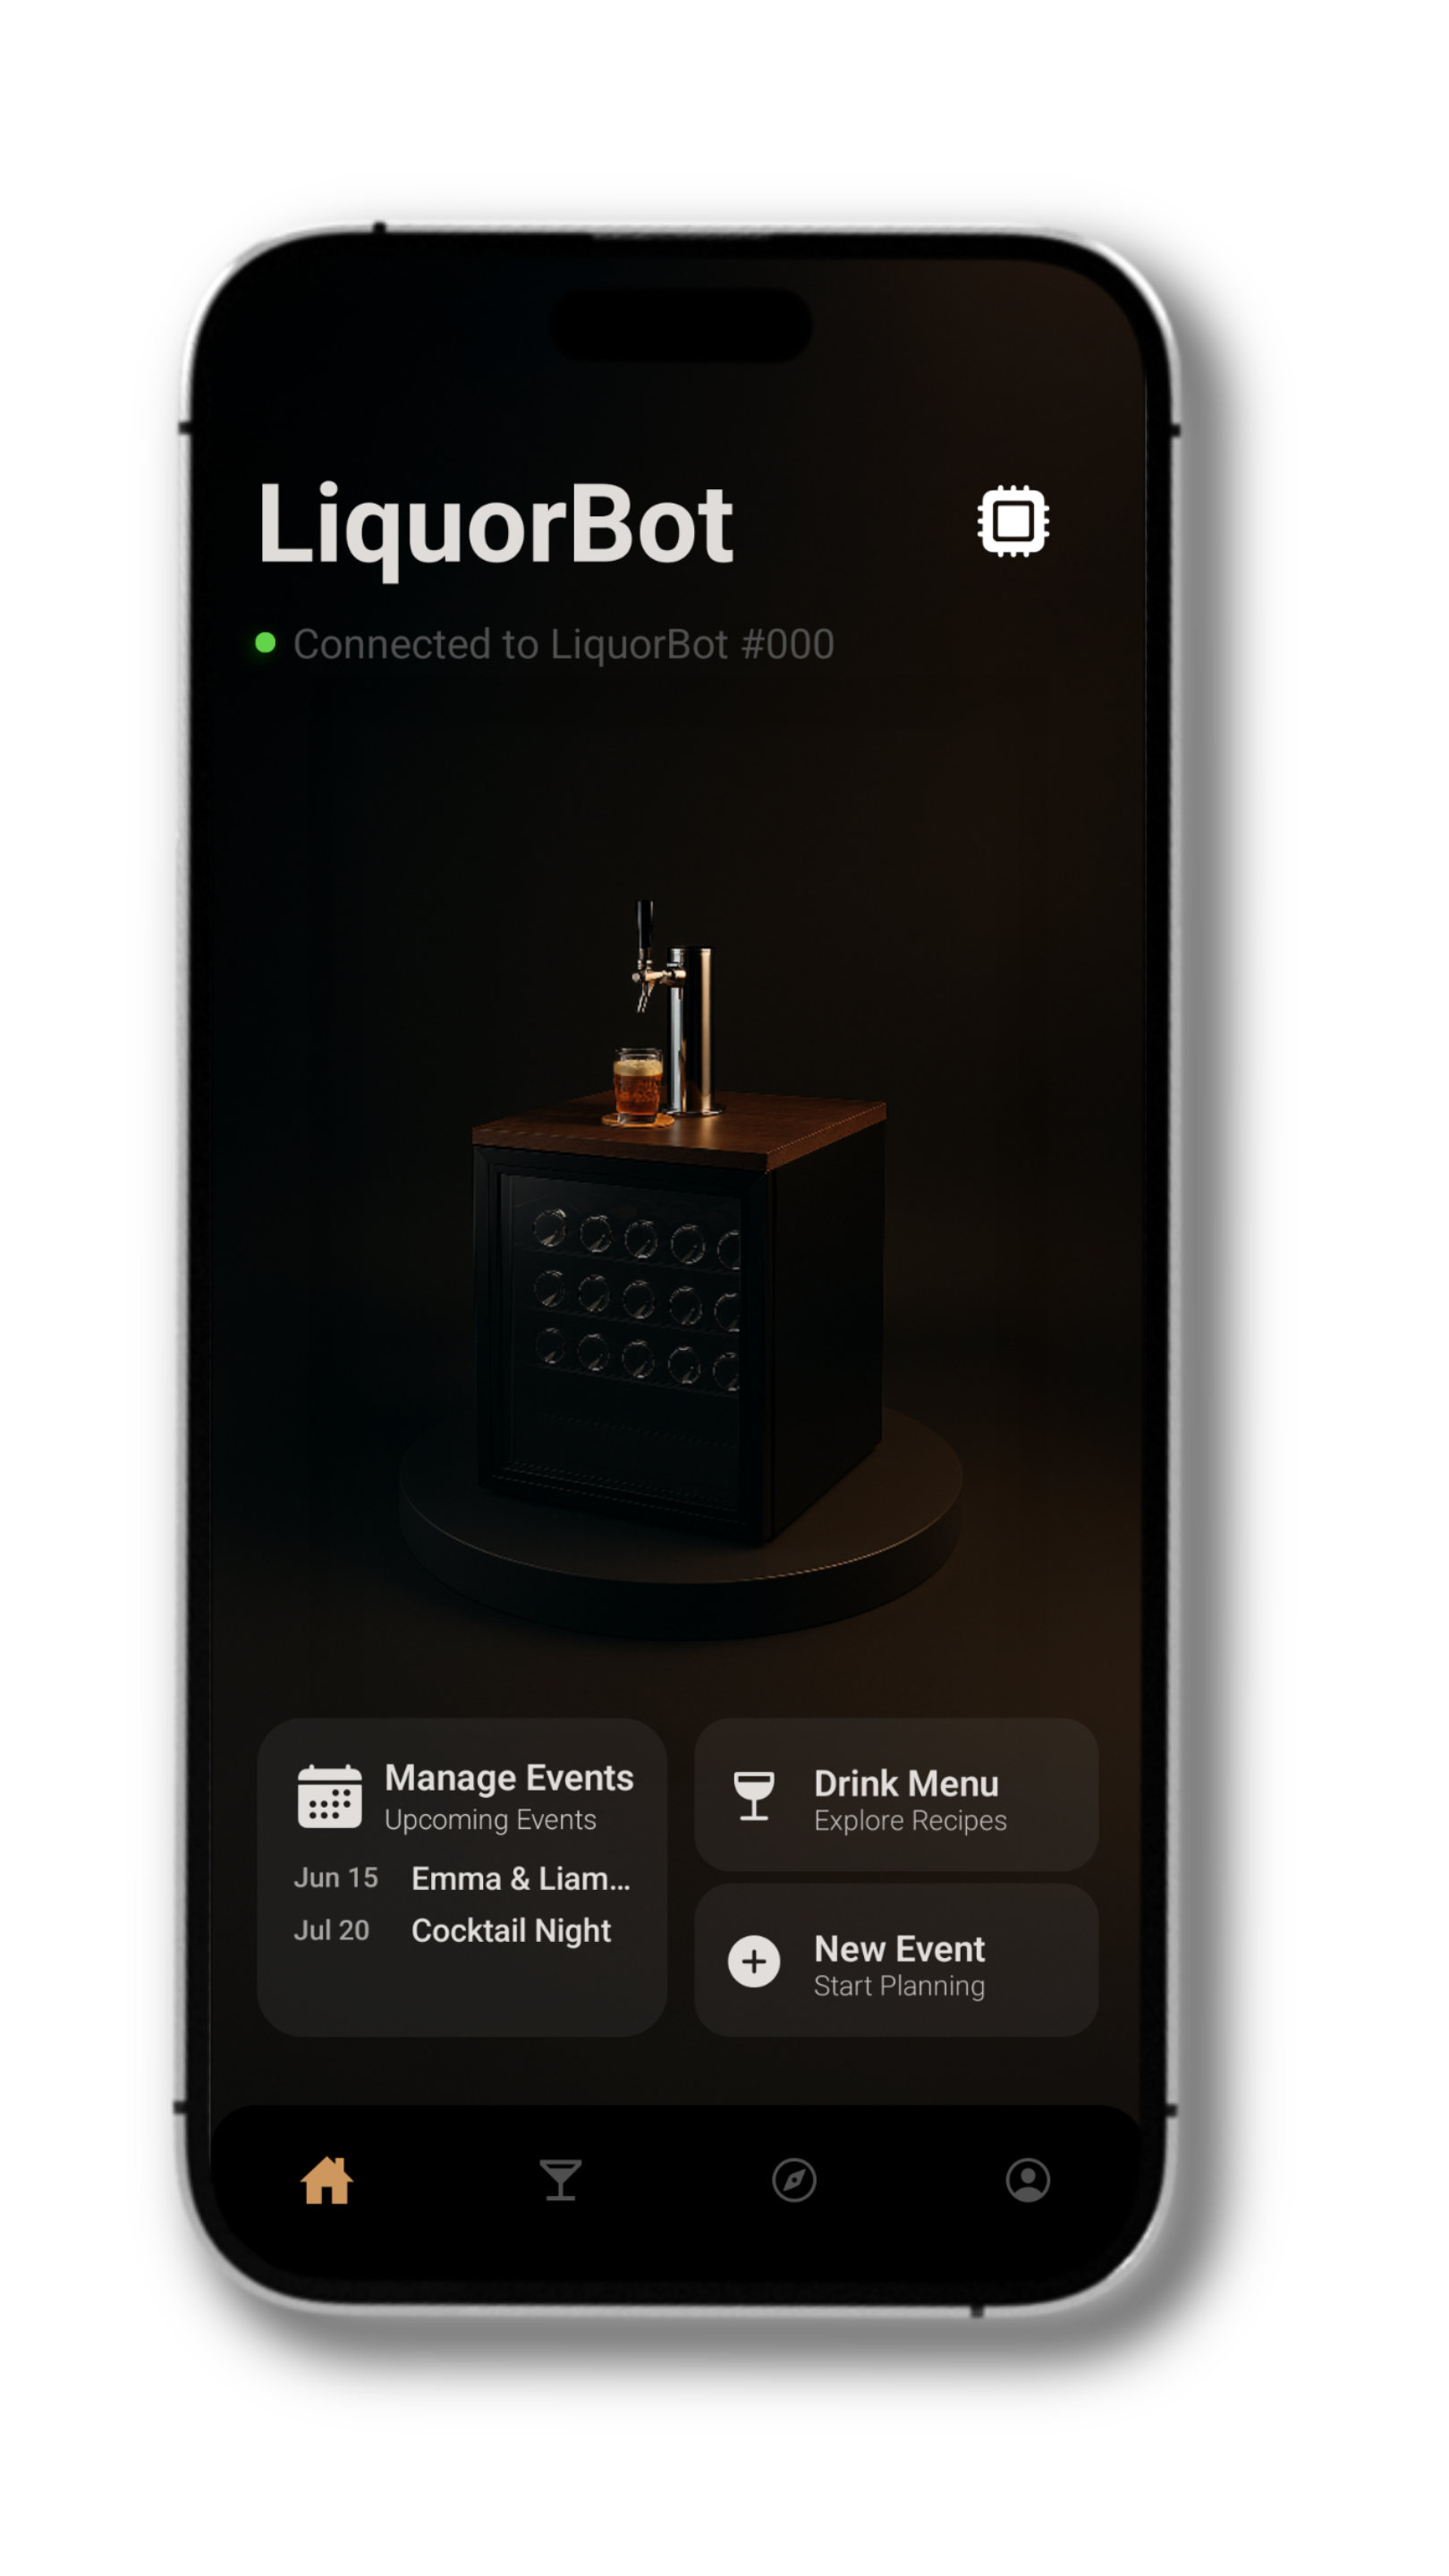 LiquorBot
Connected to LiquorBot #000
Manage Events
Upcoming Events
Jun 15 Emma & Liam...
Jul 20 Cocktail Night
Drink Menu
Explore Recipes
New Event
Start Planning